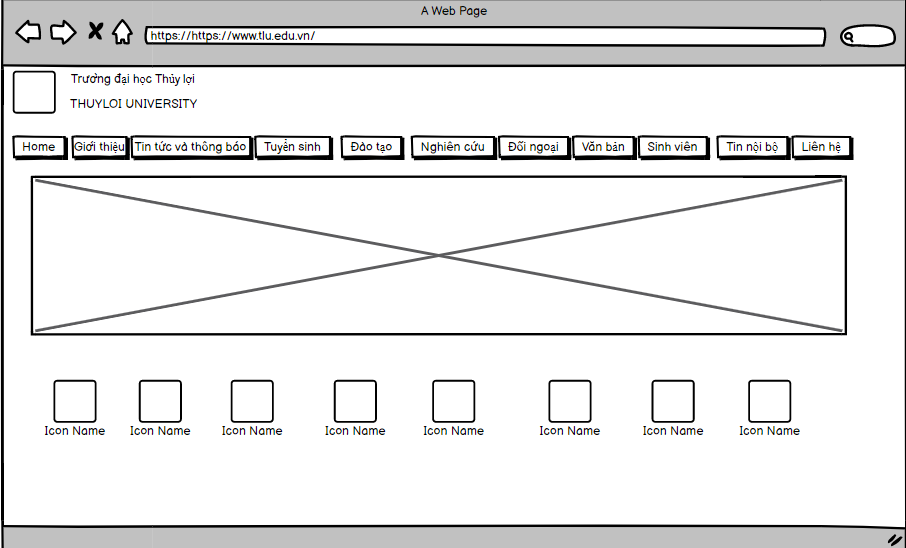 A Web Page
https://https://www.tlu.edu.vn/
Trường đại học Thủy lợi
THUYLOI UNIVERSITY
Home Giới thiệu Tin tức và thông báo Tuyển sinh Đào tạo Nghiên cứu Đối ngoại Văn bản Sinh viên Tin nội bộ Liên hệ
Icon Name Icon Name Icon Name Icon Name Icon Name Icon Name Icon Name Icon Name